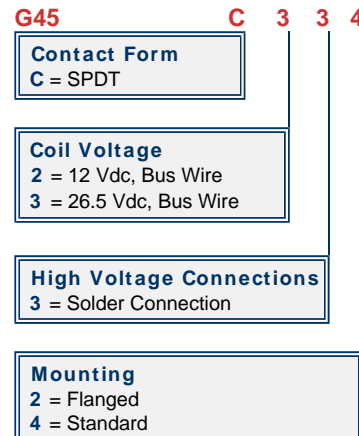 G45 C 3 3 4
Contact Form
C = SPDT
Coil Voltage
2 = 12 Vdc, Bus Wire
3 = 26.5 Vdc, Bus Wire
High Voltage Connections
3 = Solder Connection
Mounting
2 = Flanged
4 = Standard